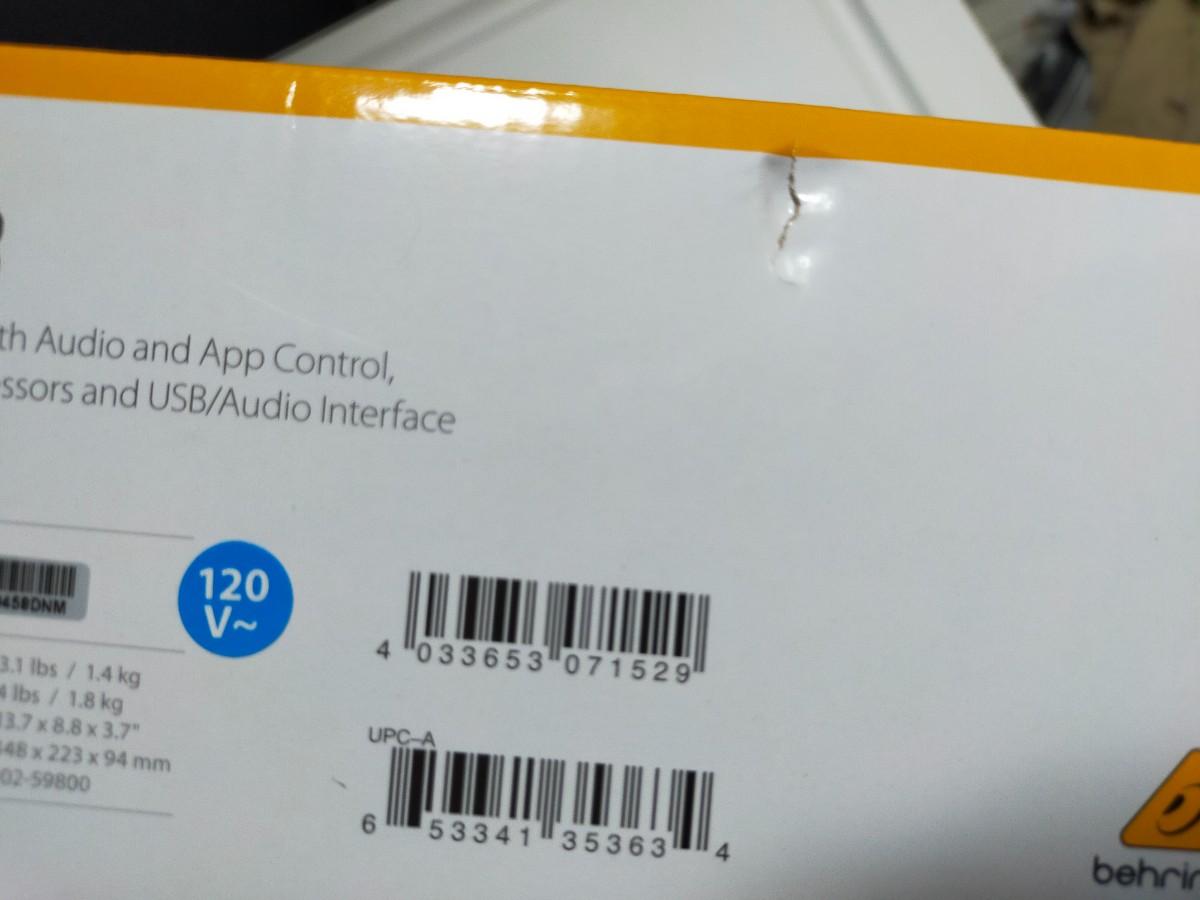 th Audio and App Control,
ssors and USB/Audio Interface
458DNM
120
V~
3.1 lbs / 1.4 kg
4 lbs / 1.8 kg
13.7 x 8.8 x 3.7"
348 x 223 x 94 mm
02-59800
4 033653 071529
UPC-A
6 53341 35363 4
behrin